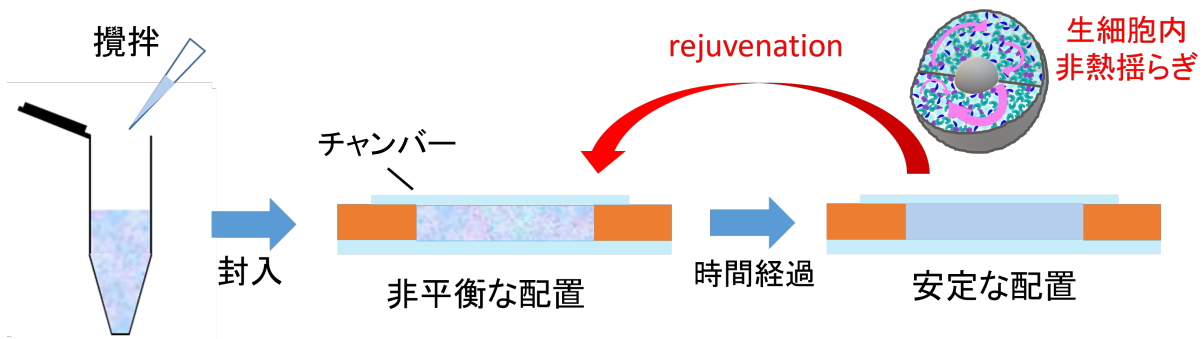 攪拌
封入
チャンバー
非平衡な配置
時間経過
安定な配置
rejuvenation
生細胞内
非熱揺らぎ